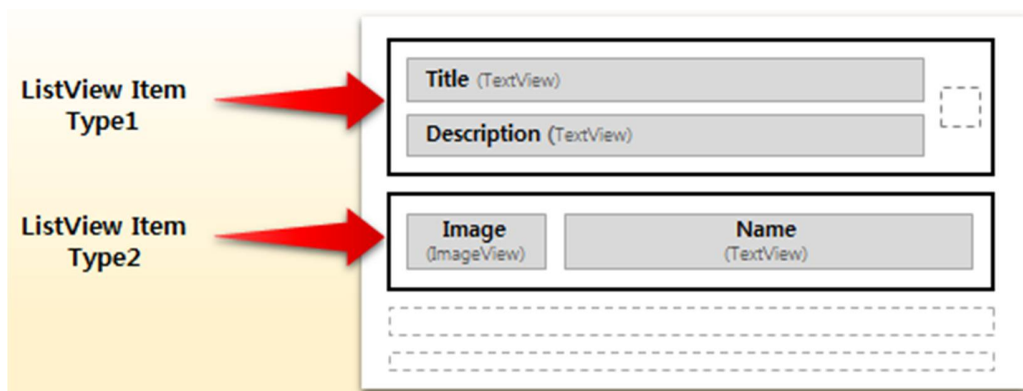 ListView Item
Type1
Title (TextView)
Description (TextView)
ListView Item
Type2
Image
(ImageView)
Name
(TextView)